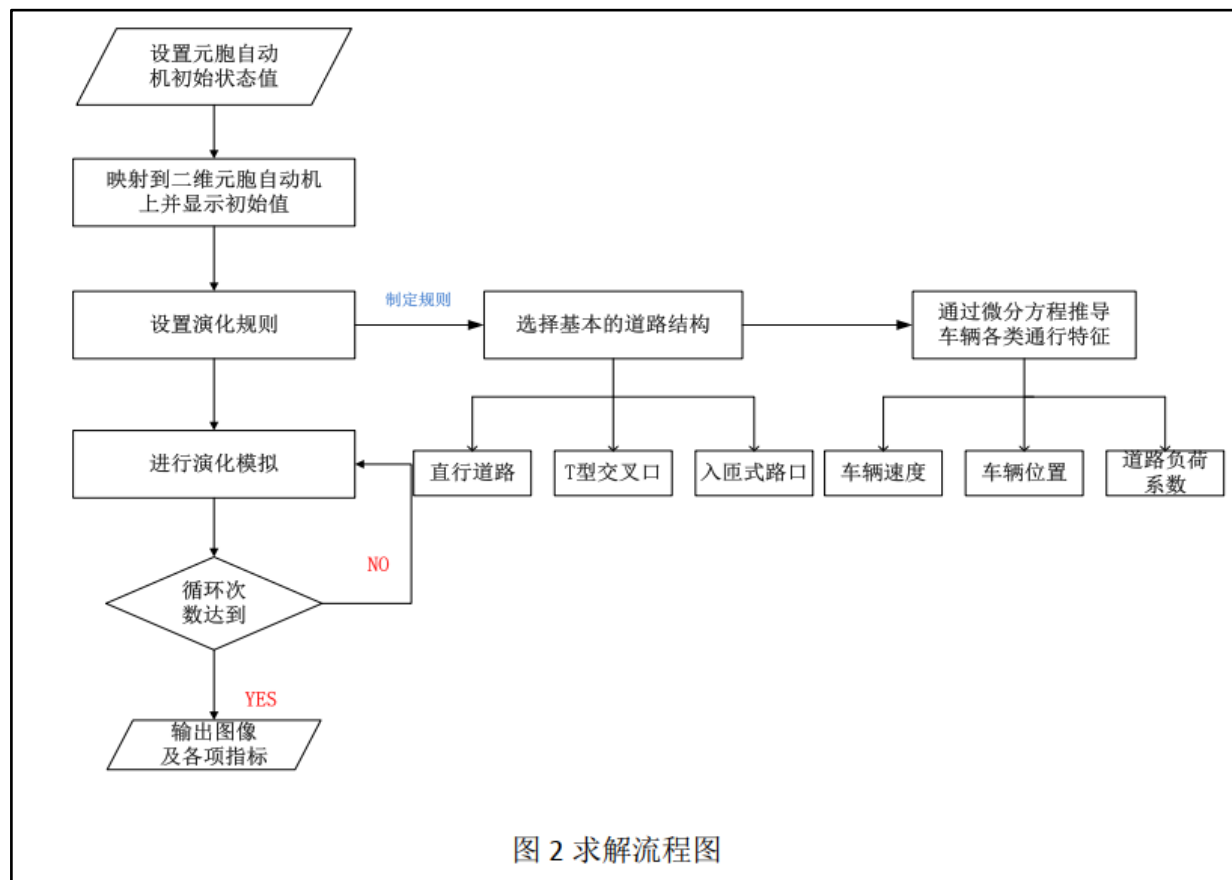 设置元胞自动
机初始状态值
映射到二维元胞自动机
上并显示初始值
设置演化规则
制定规则
选择基本的道路结构
通过微分方程推导
车辆各类通行特征
进行演化模拟
直行道路
T型交叉口
入匝式路口
车辆速度
车辆位置
道路负荷
系数
NO
循环次
数达到
YES
输出图像
及各项指标
图 2 求解流程图